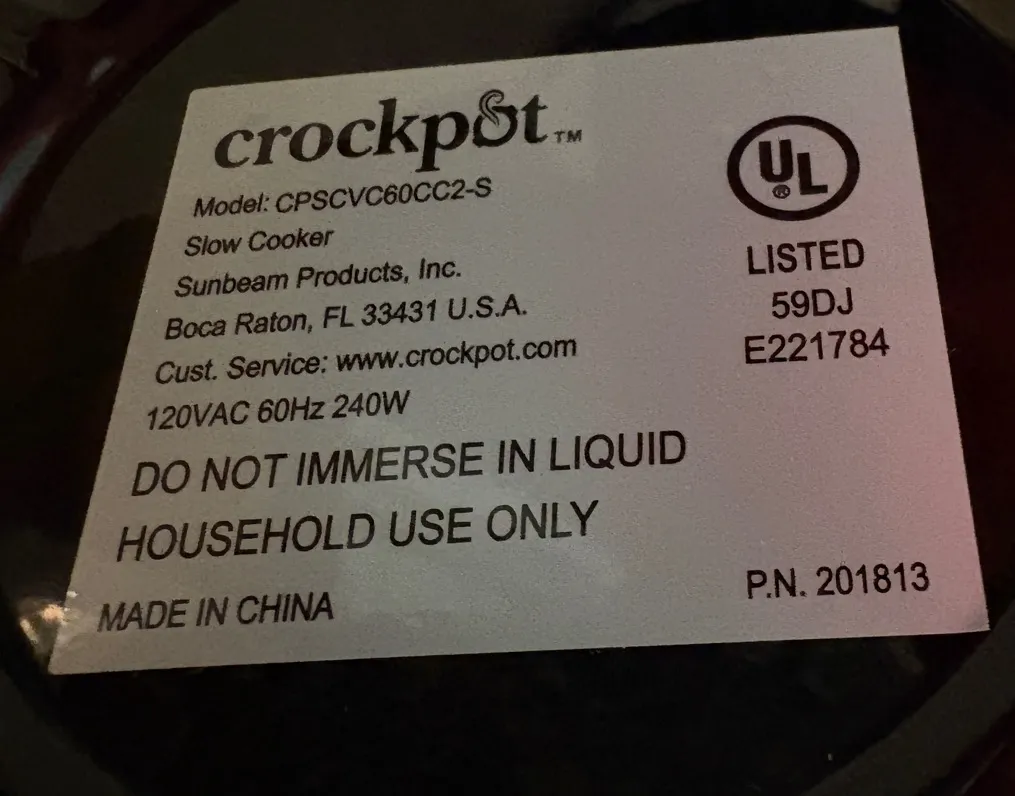 crockpot™
Model: CPSCVC60CC2-S
Slow Cooker
Sunbeam Products, Inc.
Boca Raton, FL 33431 U.S.A.
Cust. Service: www.crockpot.com
120VAC 60Hz 240W
DO NOT IMMERSE IN LIQUID
HOUSEHOLD USE ONLY
MADE IN CHINA
UL®
LISTED
59DJ
E221784
P.N. 201813